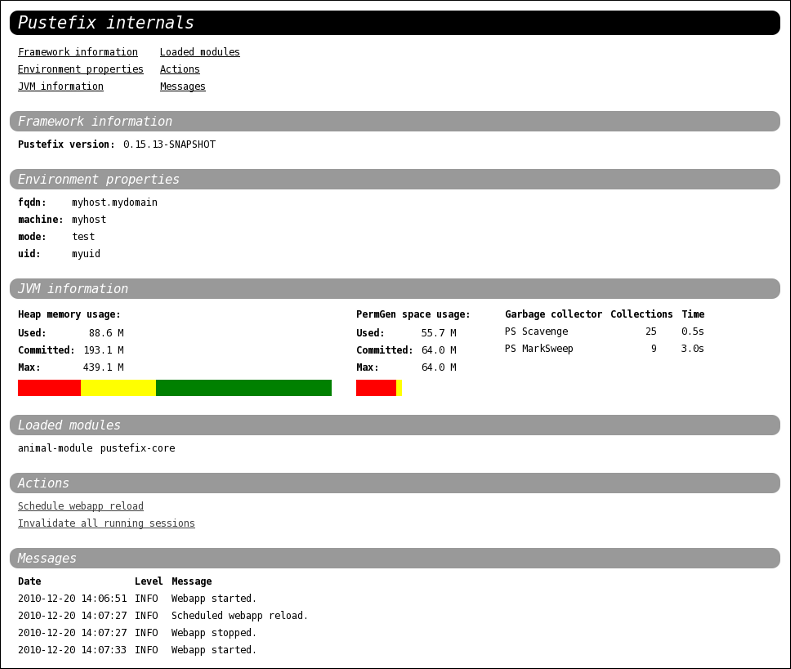 Pustefix internals
Framework information Loaded modules
Environment properties Actions
JVM information Messages
Framework information
Pustefix version: 0.15.13-SNAPSHOT
Environment properties
fqdn: myhost.mydomain
machine: myhost
mode: test
uid: myuid
JVM information
Heap memory usage: PermGen space usage: Garbage collector Collections Time
Used: 88.6 M Used: 55.7 M PS Scavenge 25 0.5s
Committed: 193.1 M Committed: 64.0 M PS MarkSweep 9 3.0s
Max: 439.1 M Max: 64.0 M
Loaded modules
animal-module pustefix-core
Actions
Schedule webapp reload
Invalidate all running sessions
Messages
Date Level Message
2010-12-20 14:06:51 INFO Webapp started.
2010-12-20 14:07:27 INFO Scheduled webapp reload.
2010-12-20 14:07:27 INFO Webapp stopped.
2010-12-20 14:07:33 INFO Webapp started.